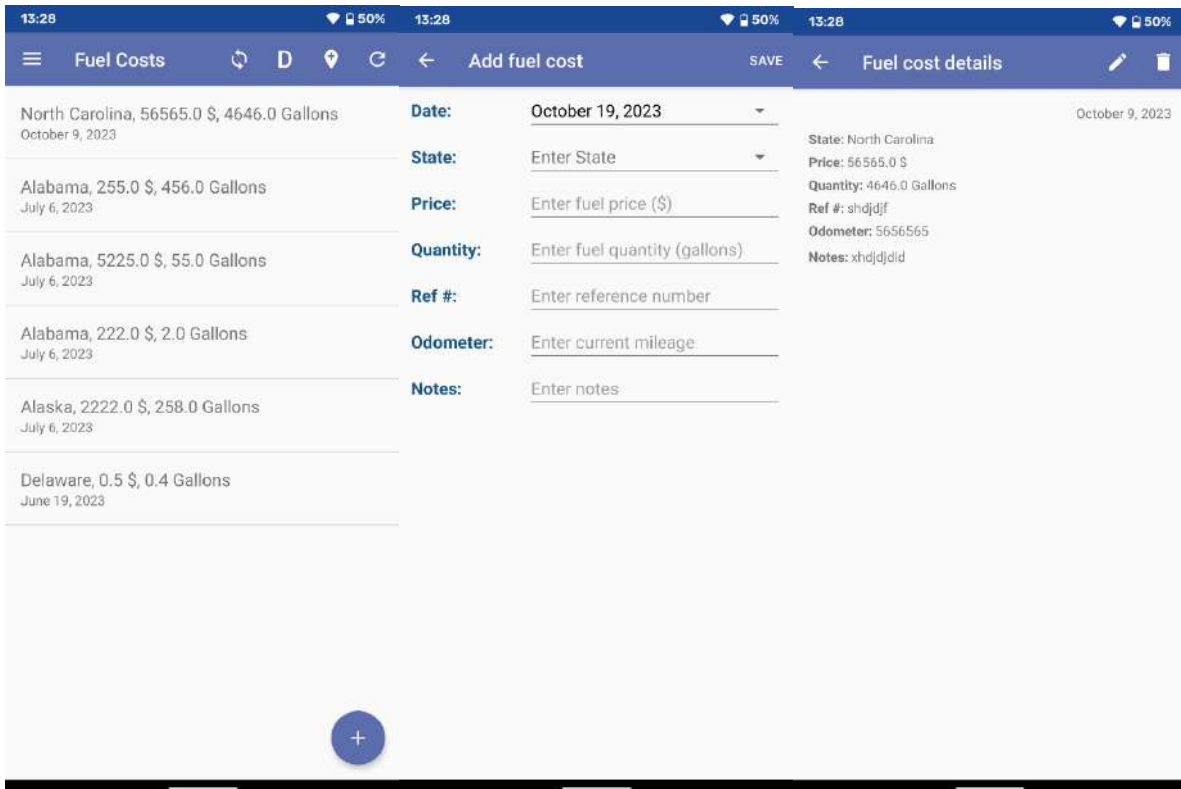 13:28
50%
Fuel Costs
D
North Carolina, 56565.0 $, 4646.0 Gallons
October 9, 2023
Alabama, 255.0 $, 456.0 Gallons
July 6, 2023
Alabama, 5225.0 $, 55.0 Gallons
July 6, 2023
Alabama, 222.0 $, 2.0 Gallons
July 6, 2023
Alaska, 2222.0 $, 258.0 Gallons
July 6, 2023
Delaware, 0.5 $, 0.4 Gallons
June 19, 2023
13:28
50%
Add fuel cost
SAVE
Date: October 19, 2023
State: Enter State
Price: Enter fuel price ($)
Quantity: Enter fuel quantity (gallons)
Ref #: Enter reference number
Odometer: Enter current mileage
Notes: Enter notes
13:28
50%
Fuel cost details
October 9, 2023
State: North Carolina
Price: 56565.0 $
Quantity: 4646.0 Gallons
Ref #: shdjdjf
Odometer: 5656565
Notes: xhdjdjdid